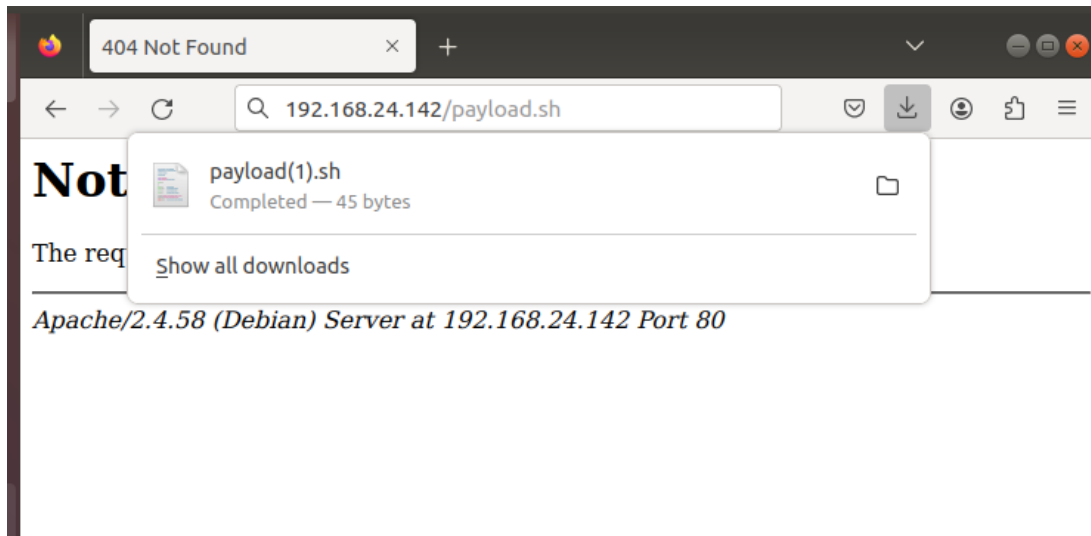 404 Not Found
192.168.24.142/payload.sh
Not
payload(1).sh
Completed — 45 bytes
The req
Show all downloads
Apache/2.4.58 (Debian) Server at 192.168.24.142 Port 80